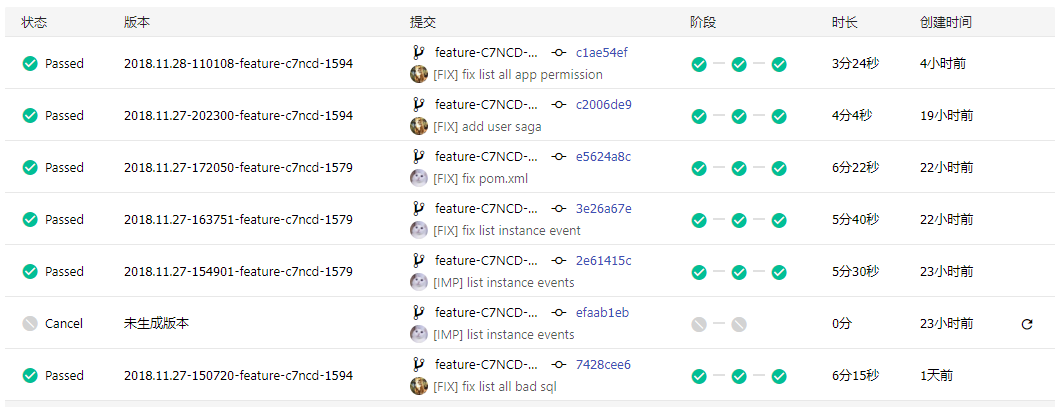 状态 版本 提交 阶段 时长 创建时间
Passed 2018.11.28-110108-feature-c7ncd-1594 feature-C7NCD-... c1ae54ef 3分24秒 4小时前
[FIX] fix list all app permission
Passed 2018.11.27-202300-feature-c7ncd-1594 feature-C7NCD-... c2006de9 4分4秒 19小时前
[FIX] add user saga
Passed 2018.11.27-172050-feature-c7ncd-1579 feature-C7NCD-... e5624a8c 6分22秒 22小时前
[FIX] fix pom.xml
Passed 2018.11.27-163751-feature-c7ncd-1579 feature-C7NCD-... 3e26a67e 5分40秒 22小时前
[FIX] fix list instance event
Passed 2018.11.27-154901-feature-c7ncd-1579 feature-C7NCD-... 2e61415c 5分30秒 23小时前
[IMP] list instance events
Cancel 未生成版本 feature-C7NCD-... efaab1eb 0分 23小时前
[IMP] list instance events
Passed 2018.11.27-150720-feature-c7ncd-1594 feature-C7NCD-... 7428cee6 6分15秒 1天前
[FIX] fix list all bad sql